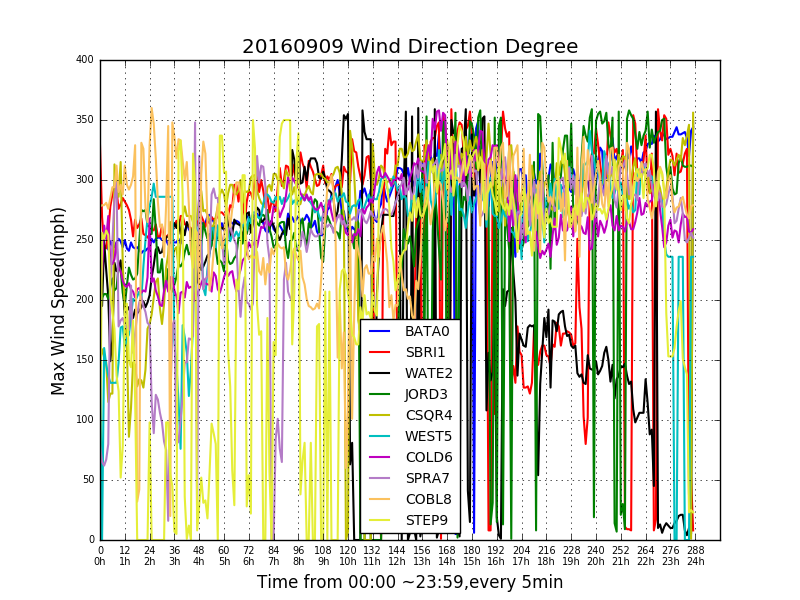 20160909 Wind Direction Degree
400
350
300
250
200
150
100
50
0
Max Wind Speed(mph)
BATA0
SBRI1
WATE2
JORD3
CSQR4
WEST5
COLD6
SPRA7
COBL8
STEP9
0 12 24 36 48 60 72 84 96 108 120 132 144 156 168 180 192 204 216 228 240 252 264 276 288
0h 1h 2h 3h 4h 5h 6h 7h 8h 9h 10h 11h 12h 13h 14h 15h 16h 17h 18h 19h 20h 21h 22h 23h 24h
Time from 00:00 ~23:59,every 5min